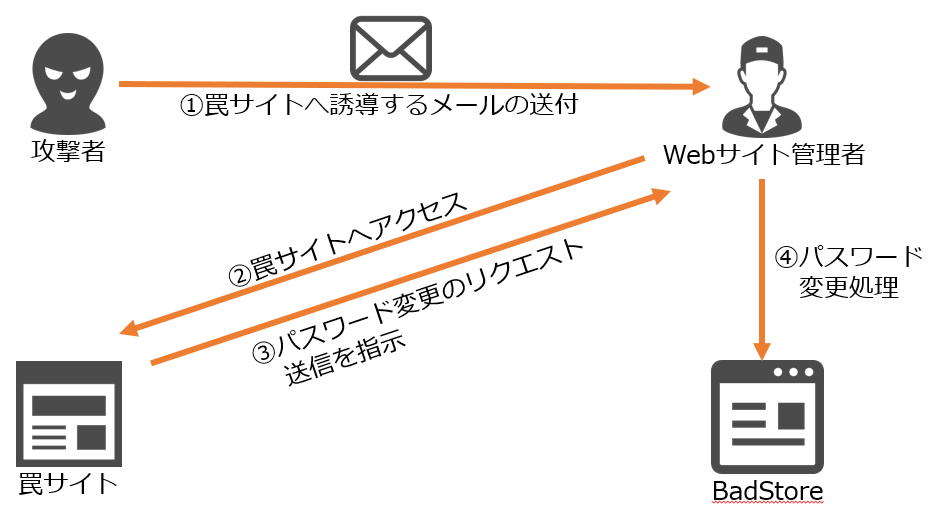 ①罠サイトへ誘導するメールの送付
攻撃者
Webサイト管理者
②罠サイトへアクセス
③パスワード変更のリクエスト
送信を指示
④パスワード
変更処理
罠サイト
BadStore